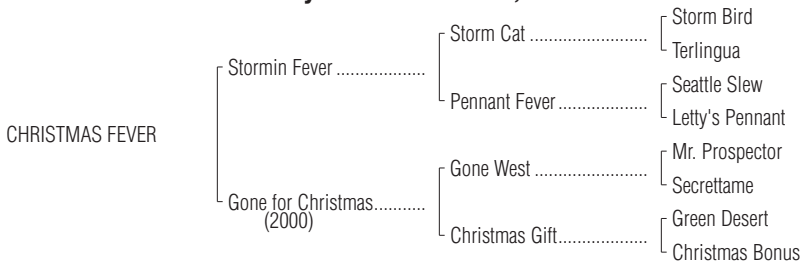 Storm Bird
Storm Cat ........................
Terlingua
Stormin Fever ..................
Seattle Slew
Pennant Fever ..................
Letty's Pennant
CHRISTMAS FEVER
Mr. Prospector
Gone West .......................
Secrettame
Gone for Christmas...........
(2000)
Green Desert
Christmas Gift..................
Christmas Bonus